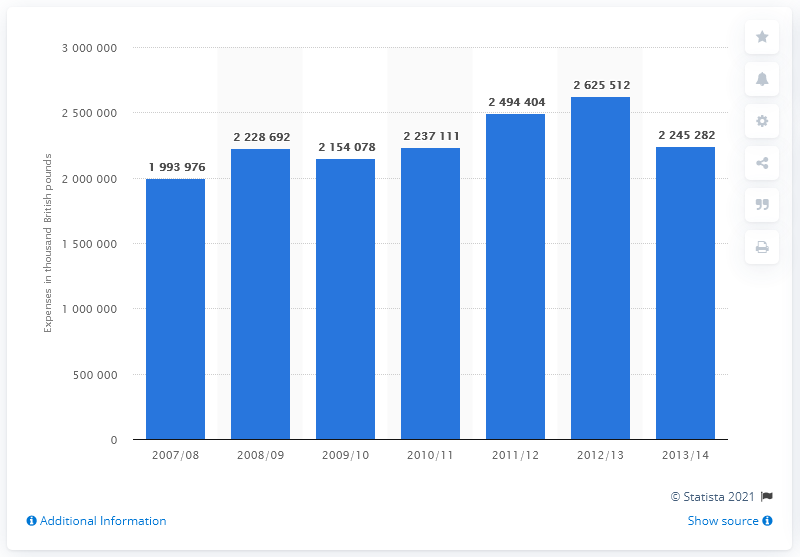 3 000 000
2 500 000
2 000 000
1 500 000
1 000 000
500 000
0
Expenses in thousand British pounds
1 993 976
2 228 692
2 154 078
2 237 111
2 494 404
2 625 512
2 245 282
2007/08 2008/09 2009/10 2010/11 2011/12 2012/13 2013/14
© Statista 2021
Additional Information
Show source